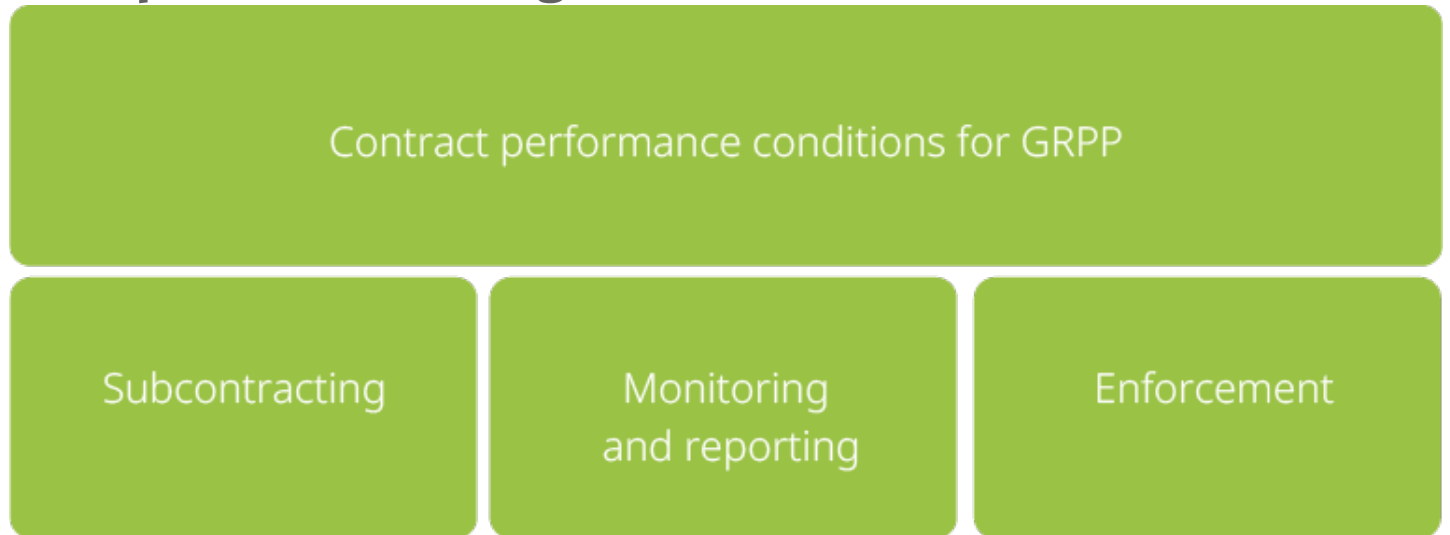 Contract performance conditions for GRPP
Subcontracting
Monitoring
and reporting
Enforcement